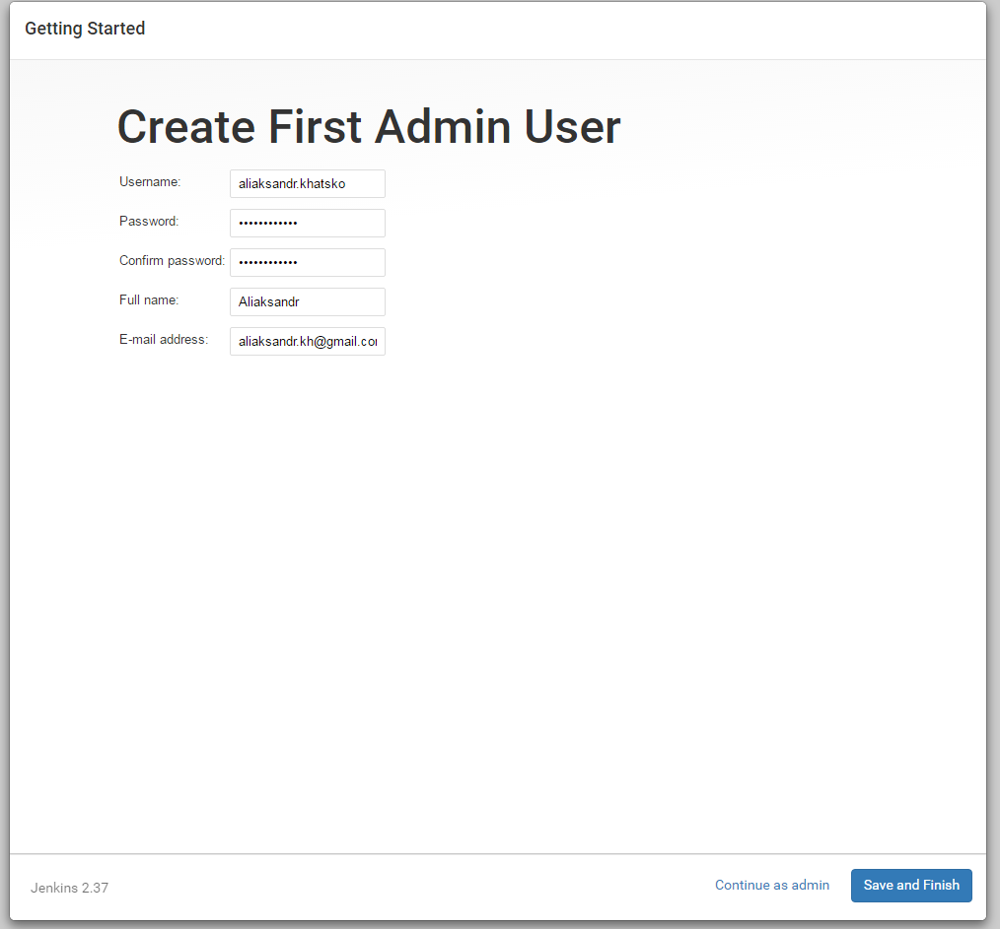 Getting Started
Create First Admin User
Username: aliaksandr.khatsko
Password: ••••••••••••
Confirm password: ••••••••••••
Full name: Aliaksandr
E-mail address: aliaksandr.kh@gmail.co
Jenkins 2.37 Continue as admin Save and Finish